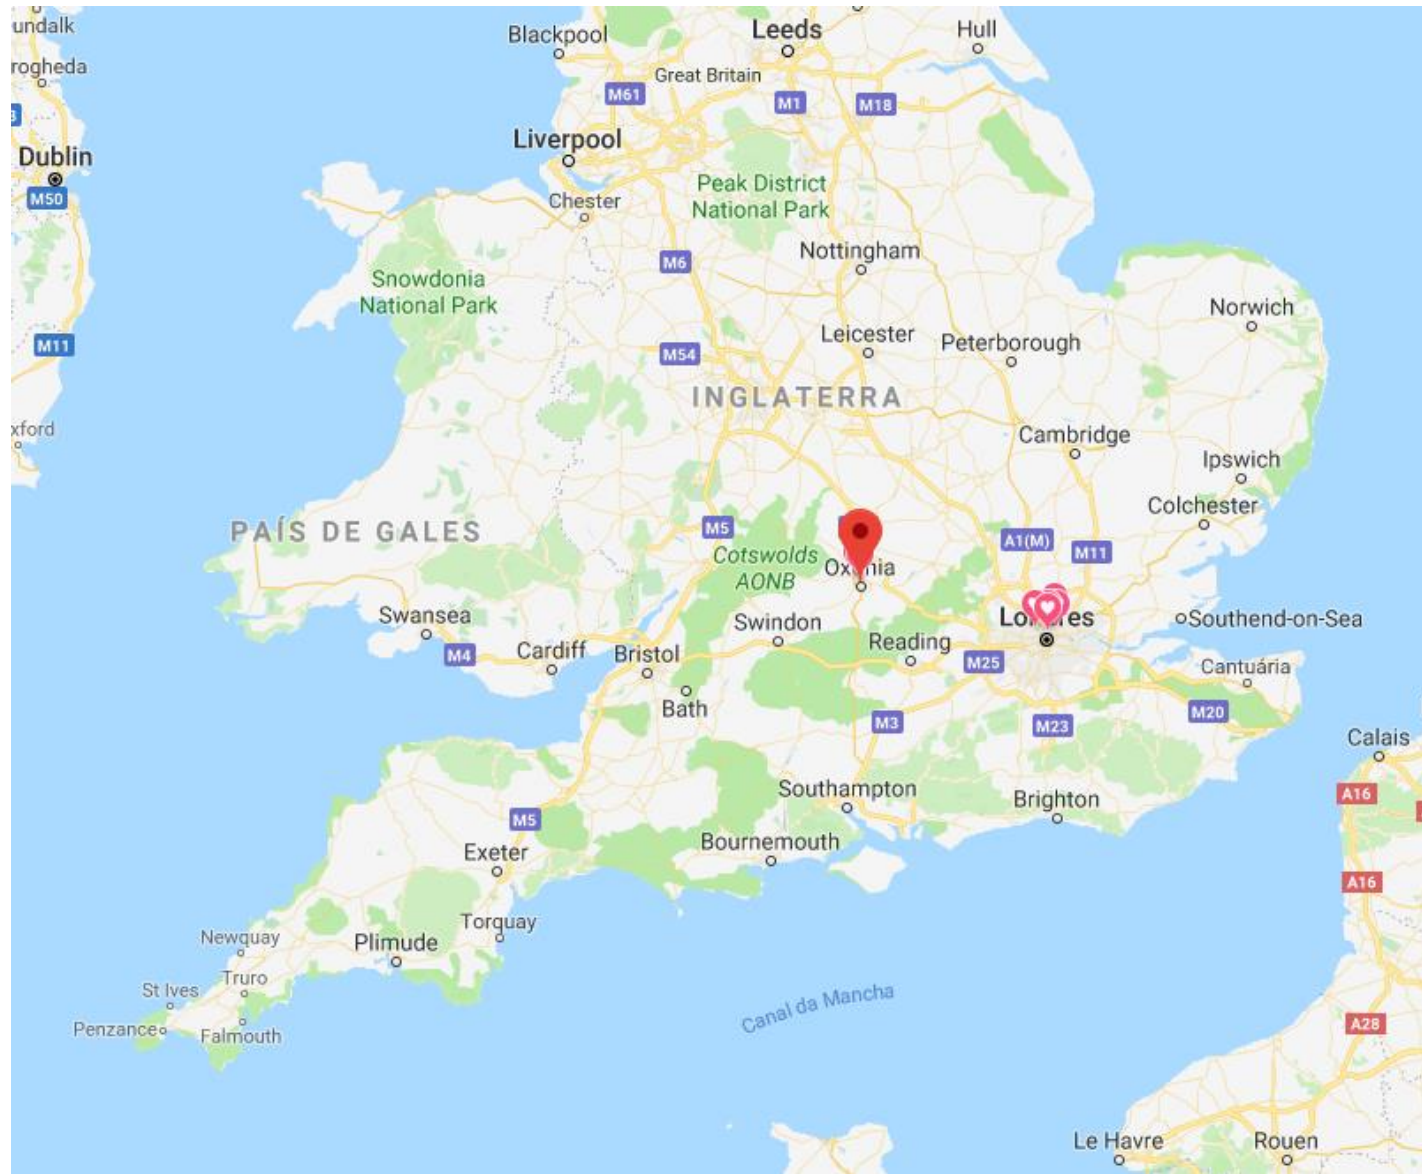 undalk
Blackpool
Leeds
Hull
rogheda
Great Britain
M61
M1
M18
Liverpool
Dublin
M50
Chester
Peak District
National Park
Nottingham
M6
Snowdonia
National Park
Norwich
M11
Leicester
Peterborough
M54
INGLATERRA
xford
Cambridge
Ipswich
Colchester
PAÍS DE GALES
M5
A1(M)
M11
Cotswolds
AONB
Swansea
Swindon
Southend-on-Sea
M4
Cardiff
Bristol
Reading
M25
Cantuária
Bath
M3
M23
M20
Calais
Southampton
Brighton
A16
M5
Bournemouth
Exeter
A16
Torquay
Newquay
Plimude
Truro
St Ives
Canal da Mancha
Penzance
Falmouth
A28
Le Havre
Rouen